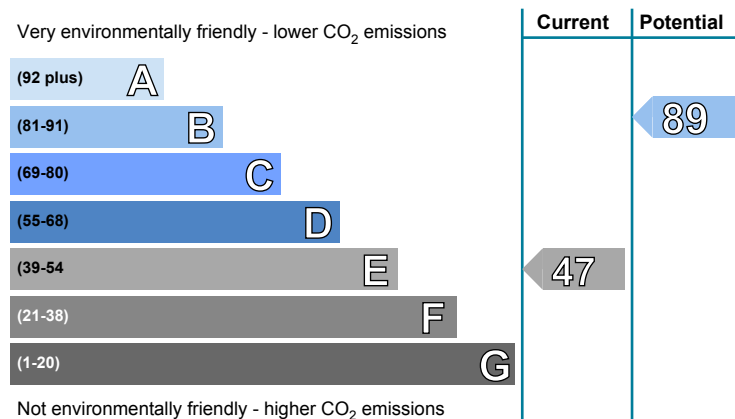 Current Potential
Very environmentally friendly - lower CO₂ emissions
(92 plus) A
(81-91) B 89
(69-80) C
(55-68) D
(39-54 E 47
(21-38) F
(1-20) G
Not environmentally friendly - higher CO₂ emissions